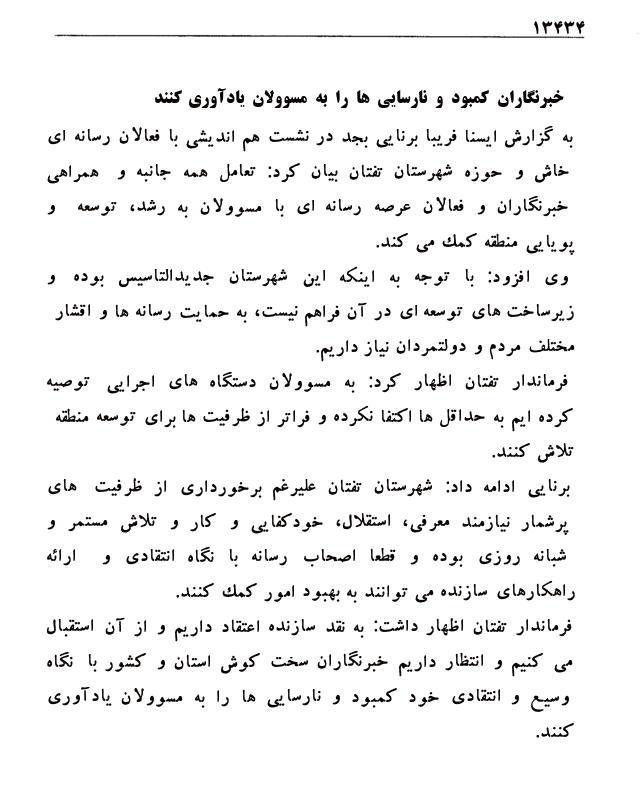 ۱۳۴۳۴
خبرنگاران کمبود و نارسایی ها را به مسوولان یادآوری کنند
به گزارش ایسنا فریبا برنایی بجد در نشست هم اندیشی با فعالان رسانه ای
خاش و حوزه شهرستان تفتان بیان کرد: تعامل همه جانبه و همراهی
خبرنگاران و فعالان عرصه رسانه ای با مسوولان به رشد، توسعه و
پویایی منطقه کمك می کند.
وی افزود: با توجه به اینکه این شهرستان جدیدالتاسیس بوده و
زیرساخت های توسعه ای در آن فراهم نیست، به حمایت رسانه ها و اقشار
مختلف مردم و دولتمردان نیاز داریم.
فرماندار تفتان اظهار کرد: به مسوولان دستگاه های اجرایی توصیه
کرده ایم به حداقل ها اکتفا نکرده و فراتر از ظرفیت ها برای توسعه منطقه
تلاش کنند.
برنایی ادامه داد: شهرستان تفتان علیرغم برخورداری از ظرفیت های
پرشمار نیازمند معرفی، استقلال، خودکفایی و کار و تلاش مستمر و
شبانه روزی بوده و قطعا اصحاب رسانه با نگاه انتقادی و ارائه
راهکارهای سازنده می توانند به بهبود امور کمك کنند.
فرماندار تفتان اظهار داشت: به نقد سازنده اعتقاد داریم و از آن استقبال
می کنیم و انتظار داریم خبرنگاران سخت کوش استان و کشور با نگاه
وسیع و انتقادی خود کمبود و نارسایی ها را به مسوولان یادآوری
کنند.